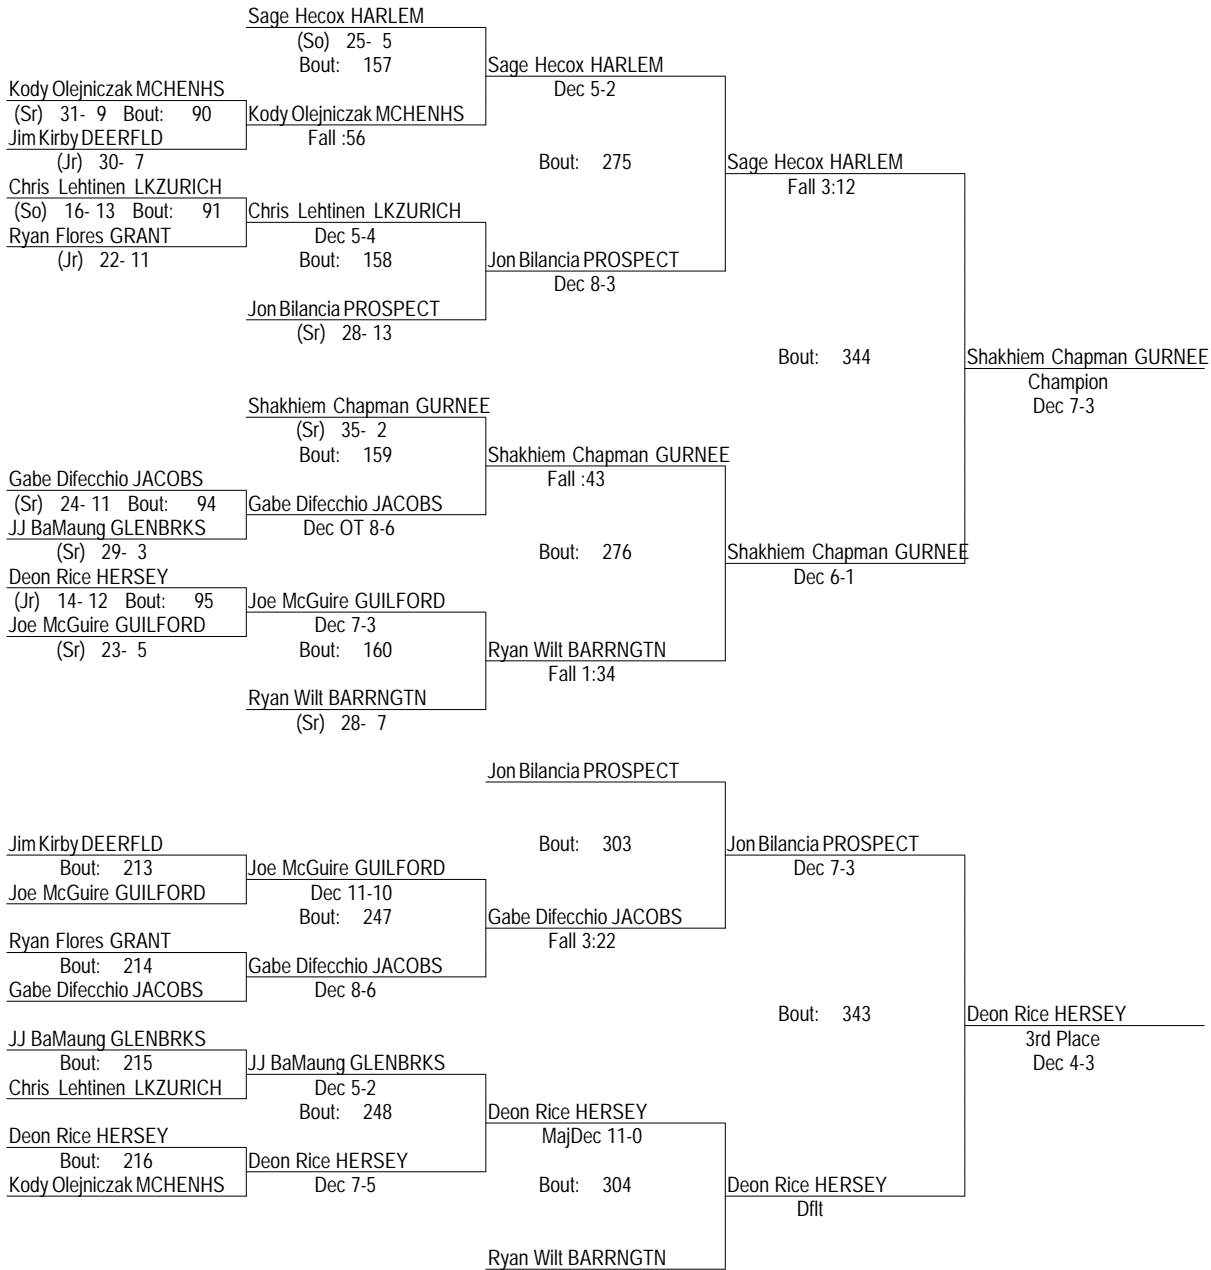 Sage Hecox HARLEM
(So) 25- 5
Bout: 157
Sage Hecox HARLEM
Dec 5-2
Kody Olejniczak MCHENHS
(Sr) 31- 9 Bout: 90
Kody Olejniczak MCHENHS
Fall :56
Jim Kirby DEERFLD
(Jr) 30- 7
Bout: 275
Sage Hecox HARLEM
Fall 3:12
Chris Lehtinen LKZURICH
(So) 16- 13 Bout: 91
Chris Lehtinen LKZURICH
Dec 5-4
Ryan Flores GRANT
(Jr) 22- 11
Bout: 158
Jon Bilancia PROSPECT
Dec 8-3
Jon Bilancia PROSPECT
(Sr) 28- 13
Bout: 344
Shakhiem Chapman GURNEE
Champion
Dec 7-3
Shakhiem Chapman GURNEE
(Sr) 35- 2
Bout: 159
Shakhiem Chapman GURNEE
Fall :43
Gabe Difecchio JACOBS
(Sr) 24- 11 Bout: 94
Gabe Difecchio JACOBS
Dec OT 8-6
JJ BaMaung GLENBRKS
(Sr) 29- 3
Bout: 276
Shakhiem Chapman GURNEE
Dec 6-1
Deon Rice HERSEY
(Jr) 14- 12 Bout: 95
Joe McGuire GUILFORD
Dec 7-3
Joe McGuire GUILFORD
(Sr) 23- 5
Bout: 160
Ryan Wilt BARRNGTN
Fall 1:34
Ryan Wilt BARRNGTN
(Sr) 28- 7
Jon Bilancia PROSPECT
Jim Kirby DEERFLD
Bout: 213
Joe McGuire GUILFORD
Bout: 303
Jon Bilancia PROSPECT
Dec 7-3
Joe McGuire GUILFORD
Dec 11-10
Bout: 247
Gabe Difecchio JACOBS
Fall 3:22
Ryan Flores GRANT
Bout: 214
Gabe Difecchio JACOBS
Gabe Difecchio JACOBS
Dec 8-6
Bout: 343
Deon Rice HERSEY
3rd Place
Dec 4-3
JJ BaMaung GLENBRKS
Bout: 215
Chris Lehtinen LKZURICH
JJ BaMaung GLENBRKS
Dec 5-2
Bout: 248
Deon Rice HERSEY
MajDec 11-0
Deon Rice HERSEY
Bout: 216
Kody Olejniczak MCHENHS
Deon Rice HERSEY
Dec 7-5
Bout: 304
Deon Rice HERSEY
Dflt
Ryan Wilt BARRNGTN